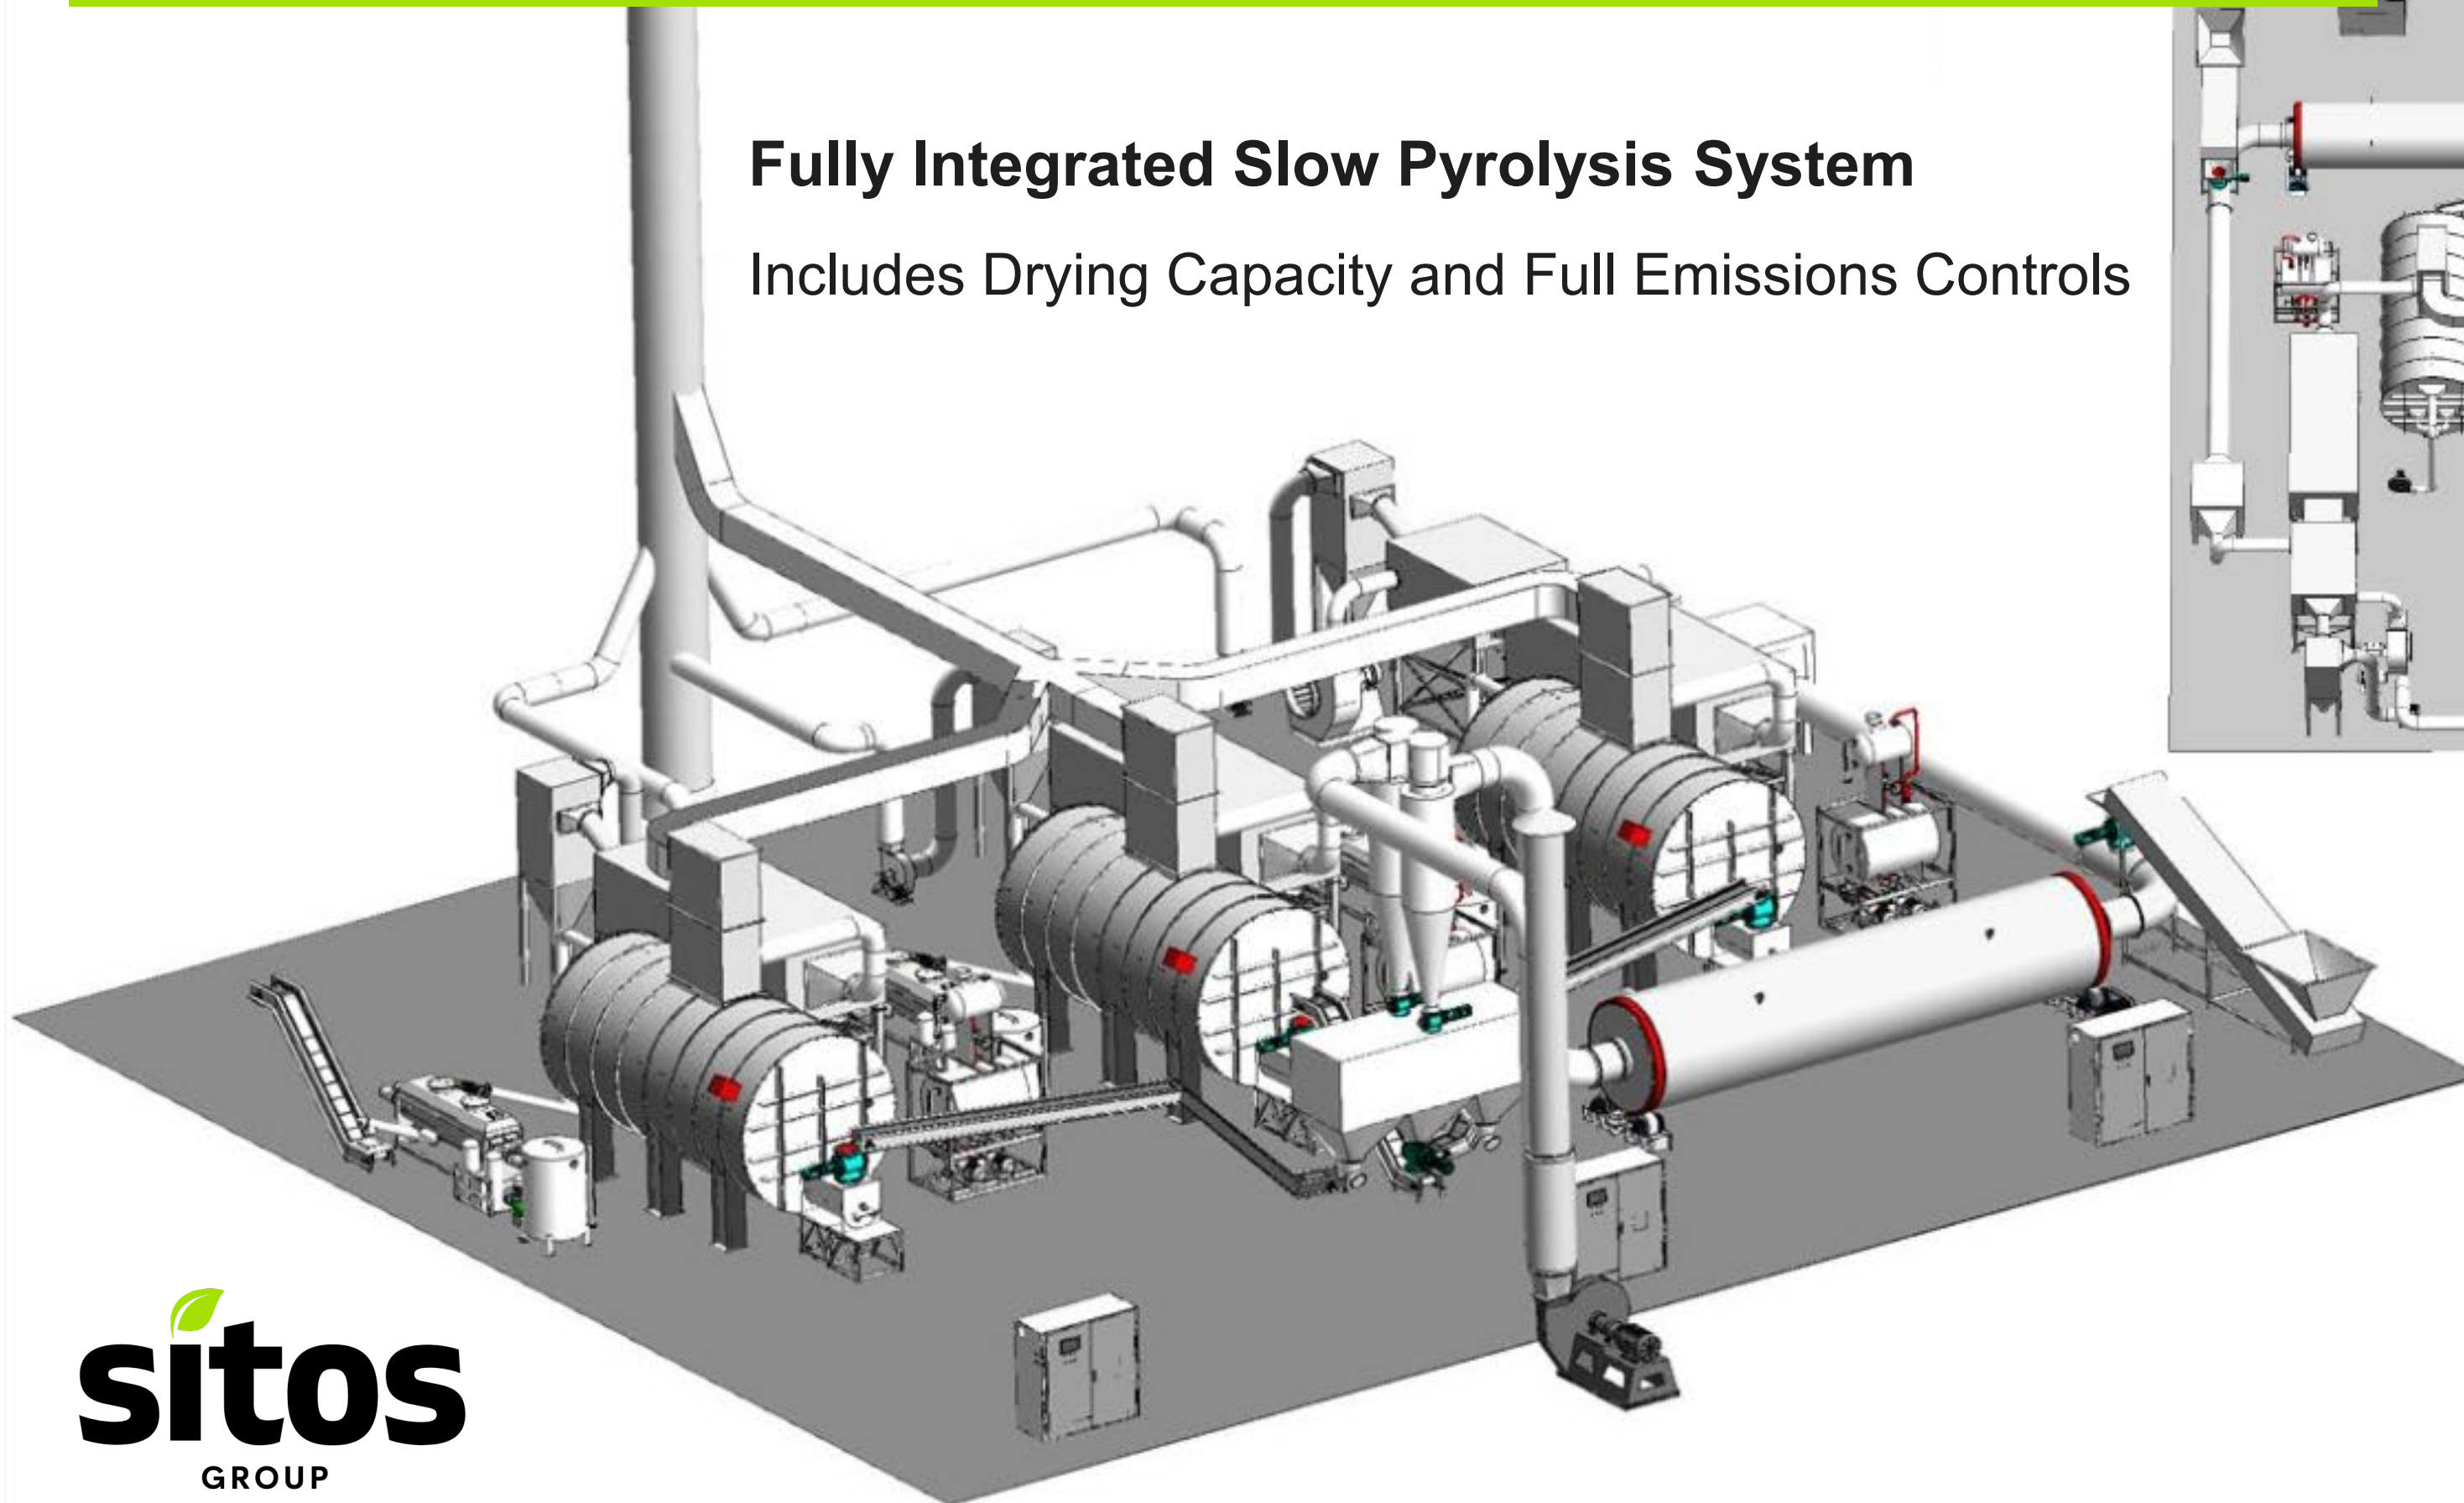 Fully Integrated Slow Pyrolysis System
Includes Drying Capacity and Full Emissions Controls
sitos
GROUP